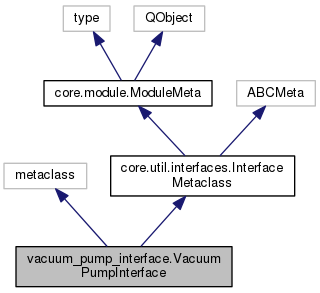 type
QObject
core.module.ModuleMeta
ABCMeta
metaclass
core.util.interfaces.Interface
Metaclass
vacuum_pump_interface.Vacuum
PumpInterface